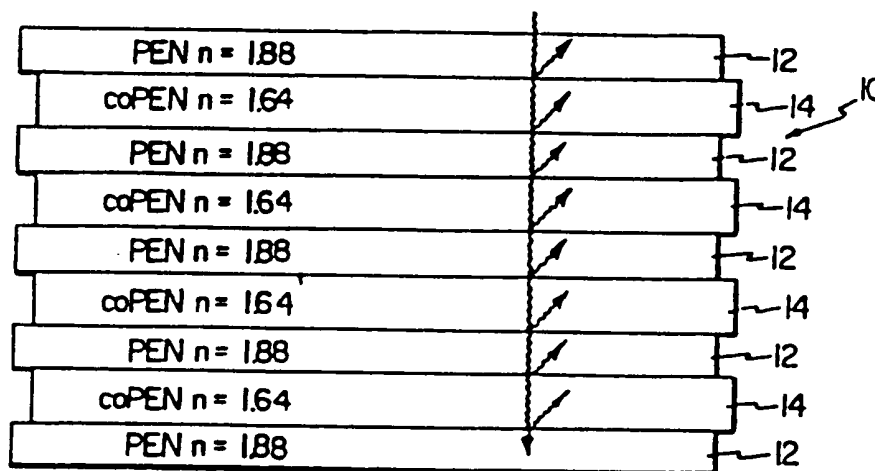 PEN n = 1.88 12
coPEN n = 1.64 14 10
PEN n = 1.88 12
coPEN n = 1.64 14
PEN n = 1.88 12
coPEN n = 1.64 14
PEN n = 1.88 12
coPEN n = 1.64 14
PEN n = 1.88 12